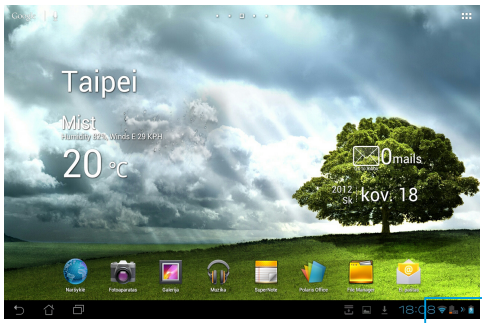 Google
Taipei
Mist
Humidity 82%, Winds E 29 KPH
20 °C
0mails
2012
Sk
kov. 18
Naršyklė
Fotoaparatas
Galerija
Muzika
SuperNote
Polaris Office
File Manager
18:08